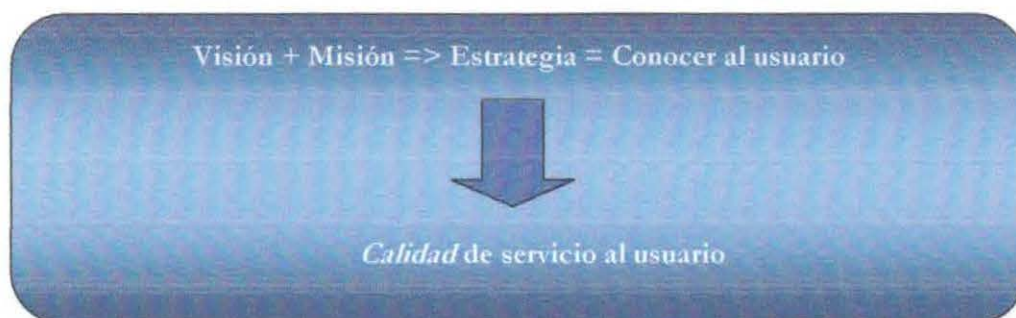 Visión + Misión => Estrategia = Conocer al usuario
Calidad de servicio al usuario